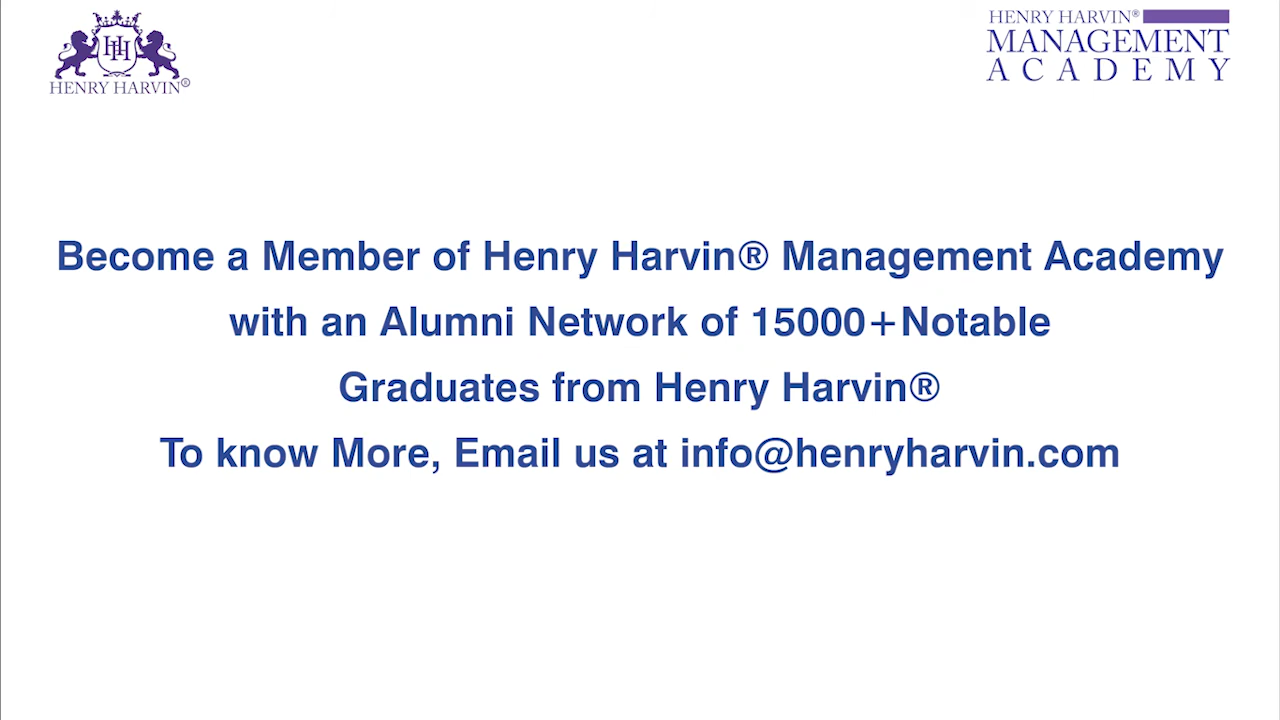 HH
HENRY HARVIN®
HENRY HARVIN®
MANAGEMENT
ACADEMY
Become a Member of Henry Harvin® Management Academy
with an Alumni Network of 15000+Notable
Graduates from Henry Harvin®
To know More, Email us at info@henryharvin.com